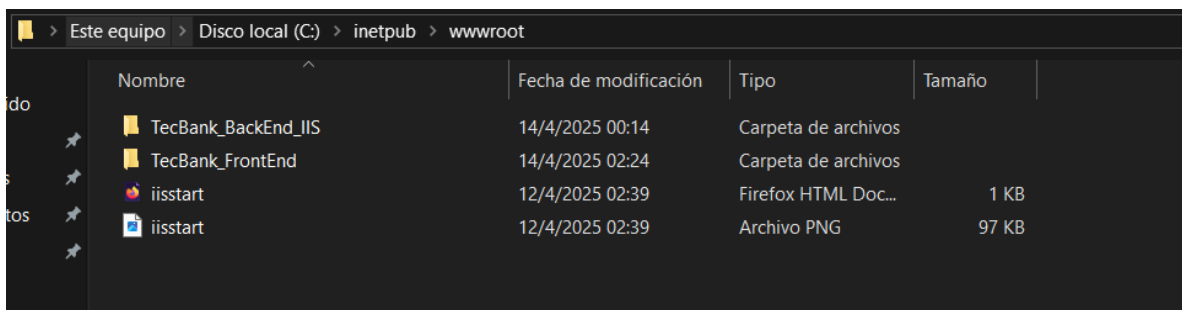 Este equipo > Disco local (C:) > inetpub > wwwroot
Nombre Fecha de modificación Tipo Tamaño
ido
TecBank_BackEnd_IIS 14/4/2025 00:14 Carpeta de archivos
TecBank_FrontEnd 14/4/2025 02:24 Carpeta de archivos
s
iisstart 12/4/2025 02:39 Firefox HTML Doc... 1 KB
tos
iisstart 12/4/2025 02:39 Archivo PNG 97 KB